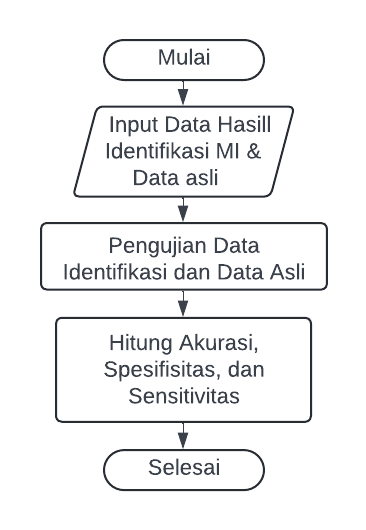 Mulai
Input Data Hasill
Identifikasi MI &
Data asli
Pengujian Data
Identifikasi dan Data Asli
Hitung Akurasi,
Spesifisitas, dan
Sensitivitas
Selesai